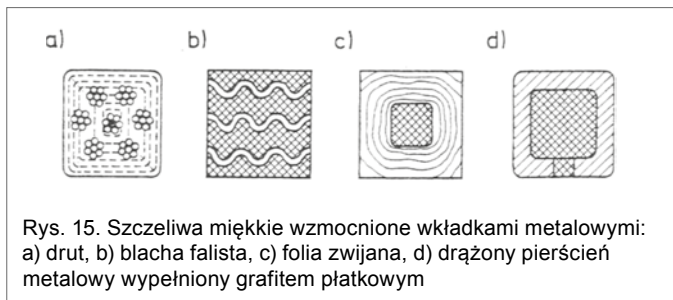 a) b) c) d)
Rys. 15. Szczeliwa miękkie wzmocnione wkładkami metalowymi:
a) drut, b) blacha falista, c) folia zwijana, d) drążony pierścień
metalowy wypełniony grafitem płatkowym